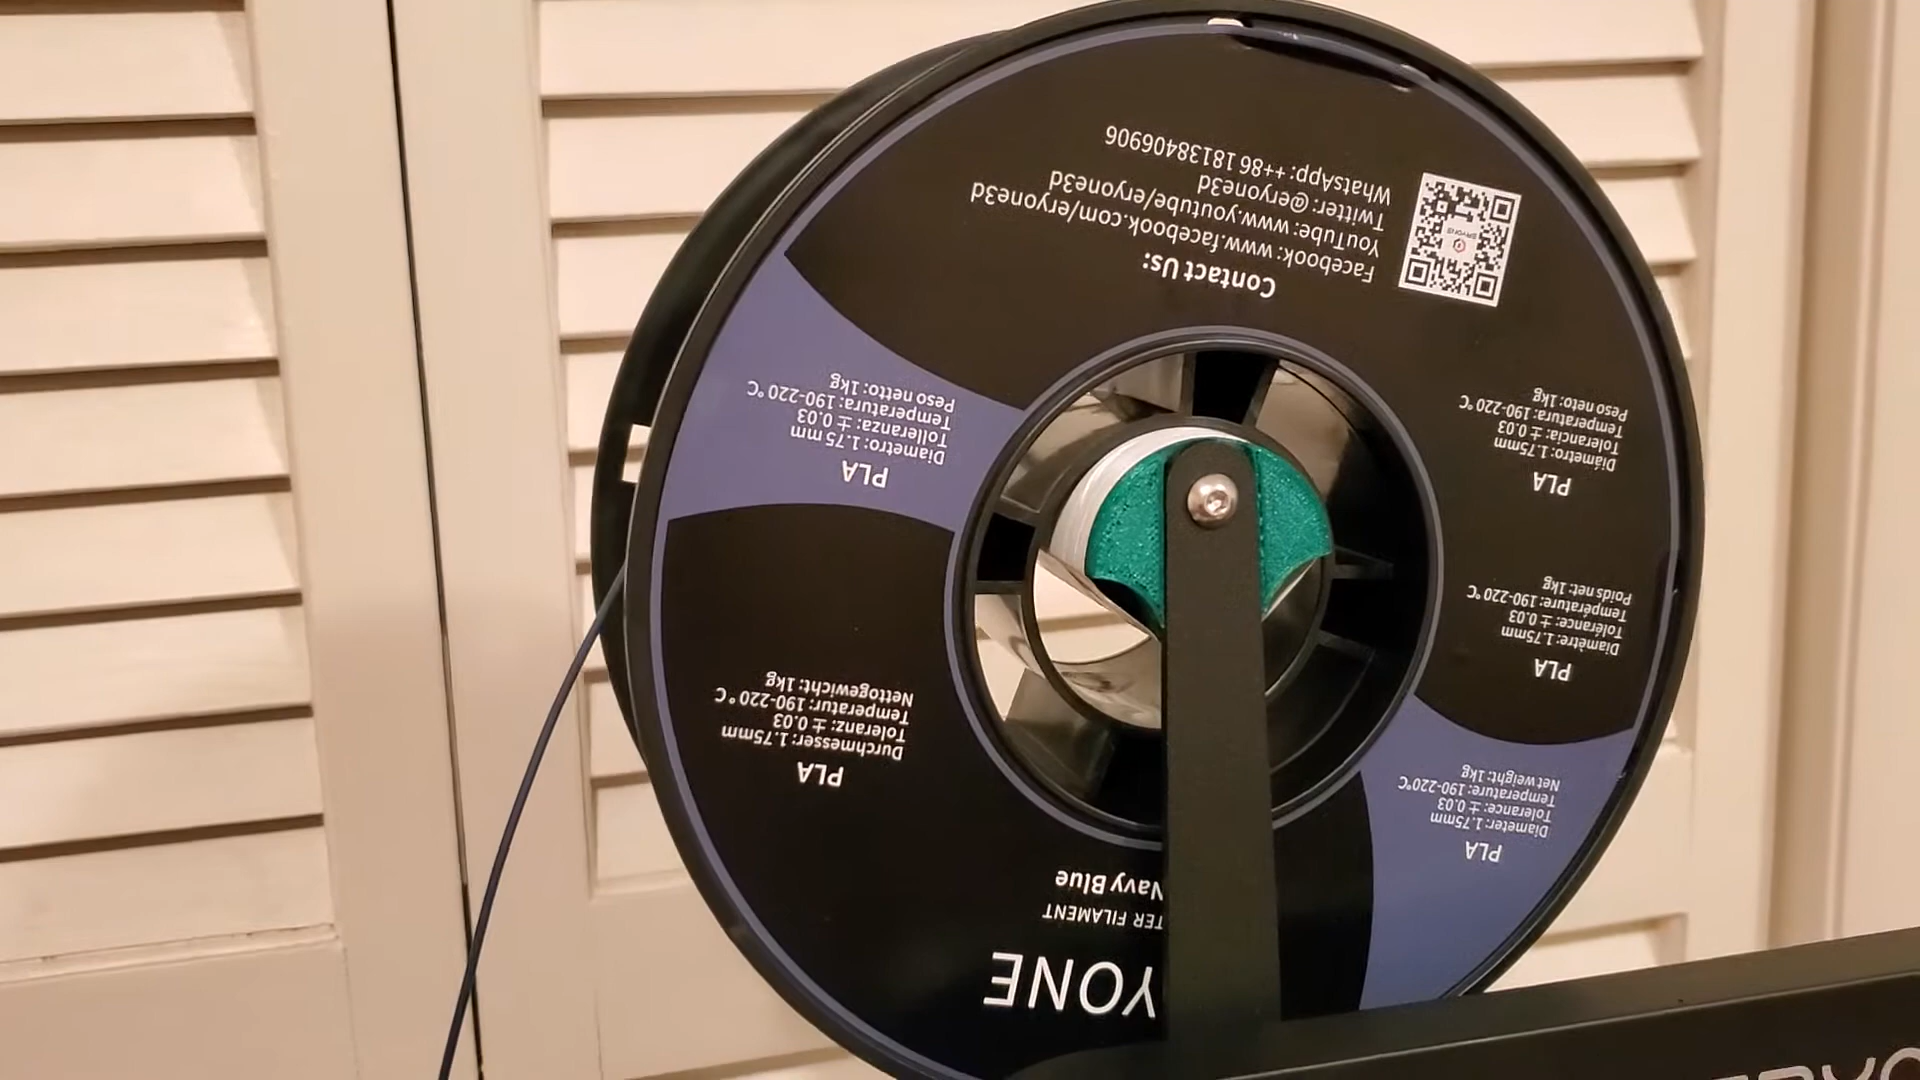 YONE
TER FILAMENT
Navy Blue
PLA
Diameter: 1.75mm
Tolerance: ± 0.03
Temperature: 190-220°C
Net weight: 1kg
PLA
Durchmesser: 1.75mm
Toleranz: ± 0.03
Temperatur: 190-220°C
Nettogewicht: 1kg
PLA
Diamètre: 1.75mm
Tolérance: ± 0.03
Température: 190-220°C
Poids net: 1kg
PLA
Diametro: 1.75 mm
Tolleranza: ± 0.03
Temperatura: 190-220°C
Peso netto: 1kg
PLA
Diámetro: 1.75mm
Tolerancia: ± 0.03
Temperatura: 190-220°C
Peso neto: 1kg
Contact Us:
Facebook: www.facebook.com/eryone3d
YouTube: www.youtube/eryone3d
Twitter: @eryone3d
WhatsApp: ++86 18138406906